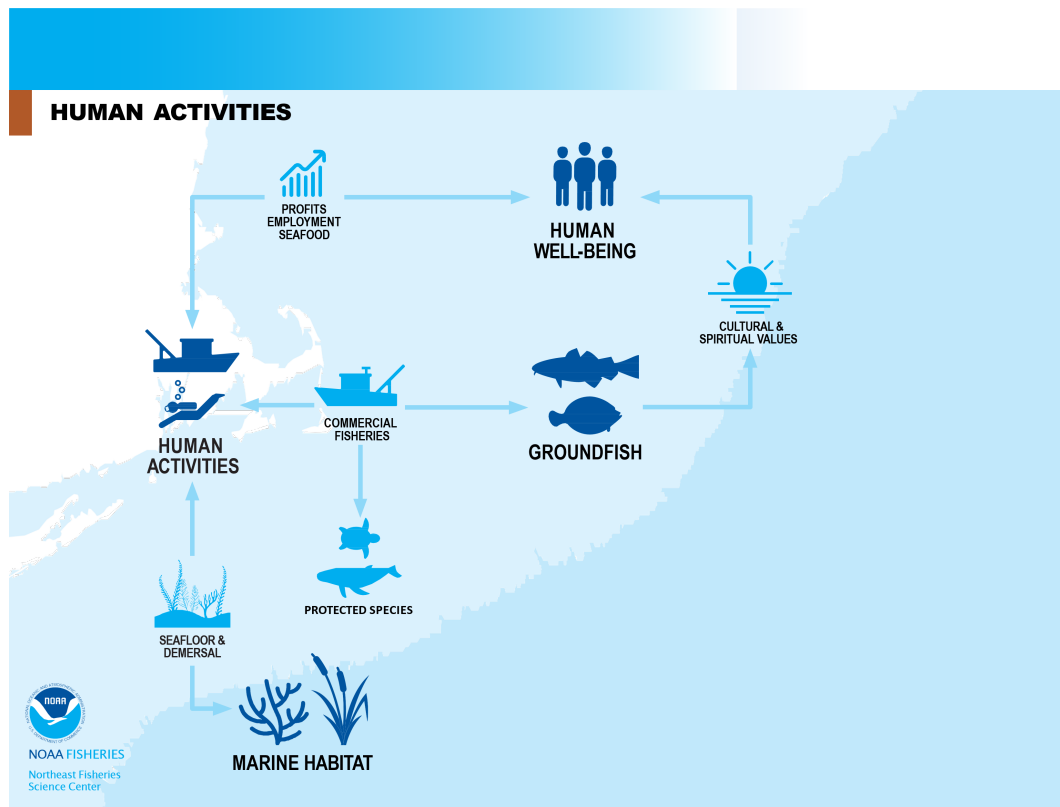 HUMAN ACTIVITIES
PROFITS
EMPLOYMENT
SEAFOOD
HUMAN
WELL-BEING
CULTURAL &
SPIRITUAL VALUES
COMMERCIAL
FISHERIES
HUMAN
ACTIVITIES
GROUNDFISH
PROTECTED SPECIES
SEAFLOOR &
DEMERSAL
MARINE HABITAT
NOAA
NOAA FISHERIES
Northeast Fisheries
Science Center